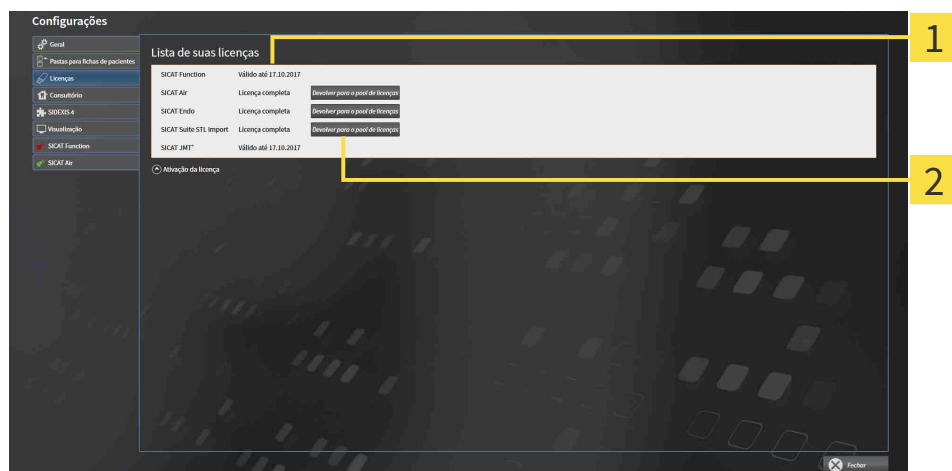 Configurações
Geral
Pastas para fichas de pacientes
Licenças
Consultório
SIDEXIS 4
Visualização
SICAT Function
SICAT Air
Lista de suas licenças
SICAT Function Válido até 17.10.2017
SICAT Air Licença completa Devolver para o pool de licenças
SICAT Endo Licença completa Devolver para o pool de licenças
SICAT Suite STL Import Licença completa Devolver para o pool de licenças
SICAT JMT⁺ Válido até 17.10.2017
Ativação da licença
Fechar
1
2